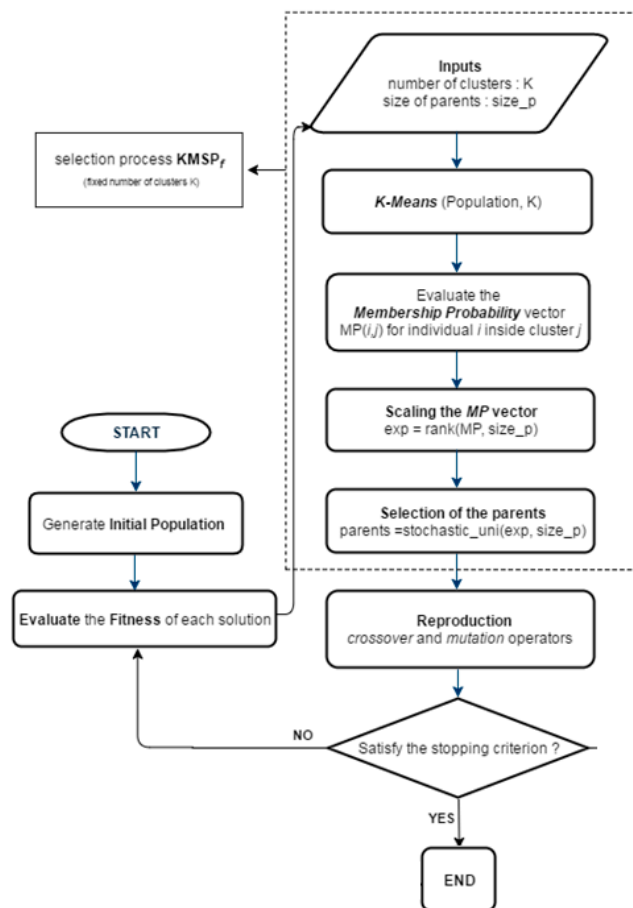 Inputs
number of clusters : K
size of parents : size_p
selection process KMSPf
(fixed number of clusters K)
K-Means (Population, K)
Evaluate the
Membership Probability vector
MP(i,j) for individual i inside cluster j
Scaling the MP vector
exp = rank(MP, size_p)
START
Selection of the parents
parents =stochastic_uni(exp, size_p)
Generate Initial Population
Evaluate the Fitness of each solution
Reproduction
crossover and mutation operators
NO
Satisfy the stopping criterion ?
YES
END